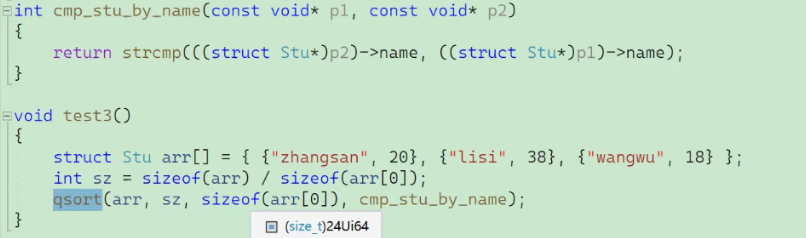 int cmp_stu_by_name(const void* p1, const void* p2)
{
return strcmp(((struct Stu*)p2)->name, ((struct Stu*)p1)->name);
}
void test3()
{
struct Stu arr[] = { {"zhangsan", 20}, {"lisi", 38}, {"wangwu", 18} };
int sz = sizeof(arr) / sizeof(arr[0]);
qsort(arr, sz, sizeof(arr[0]), cmp_stu_by_name);
(size_t)24Ui64
}